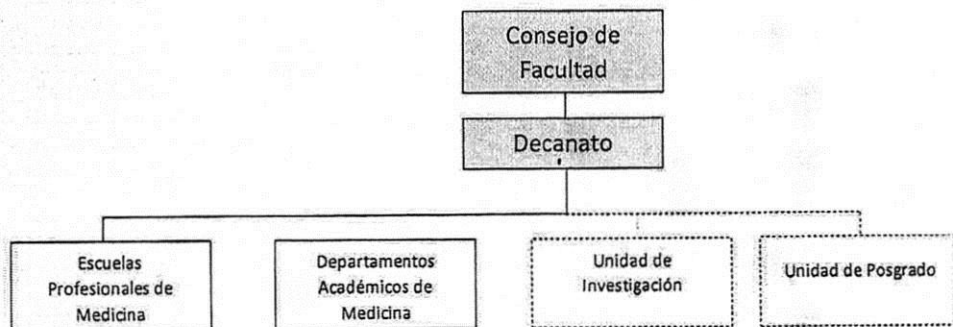 Consejo de
Facultad
Decanato
Escuelas
Profesionales de
Medicina
Departamentos
Académicos de
Medicina
Unidad de
Investigación
Unidad de Posgrado